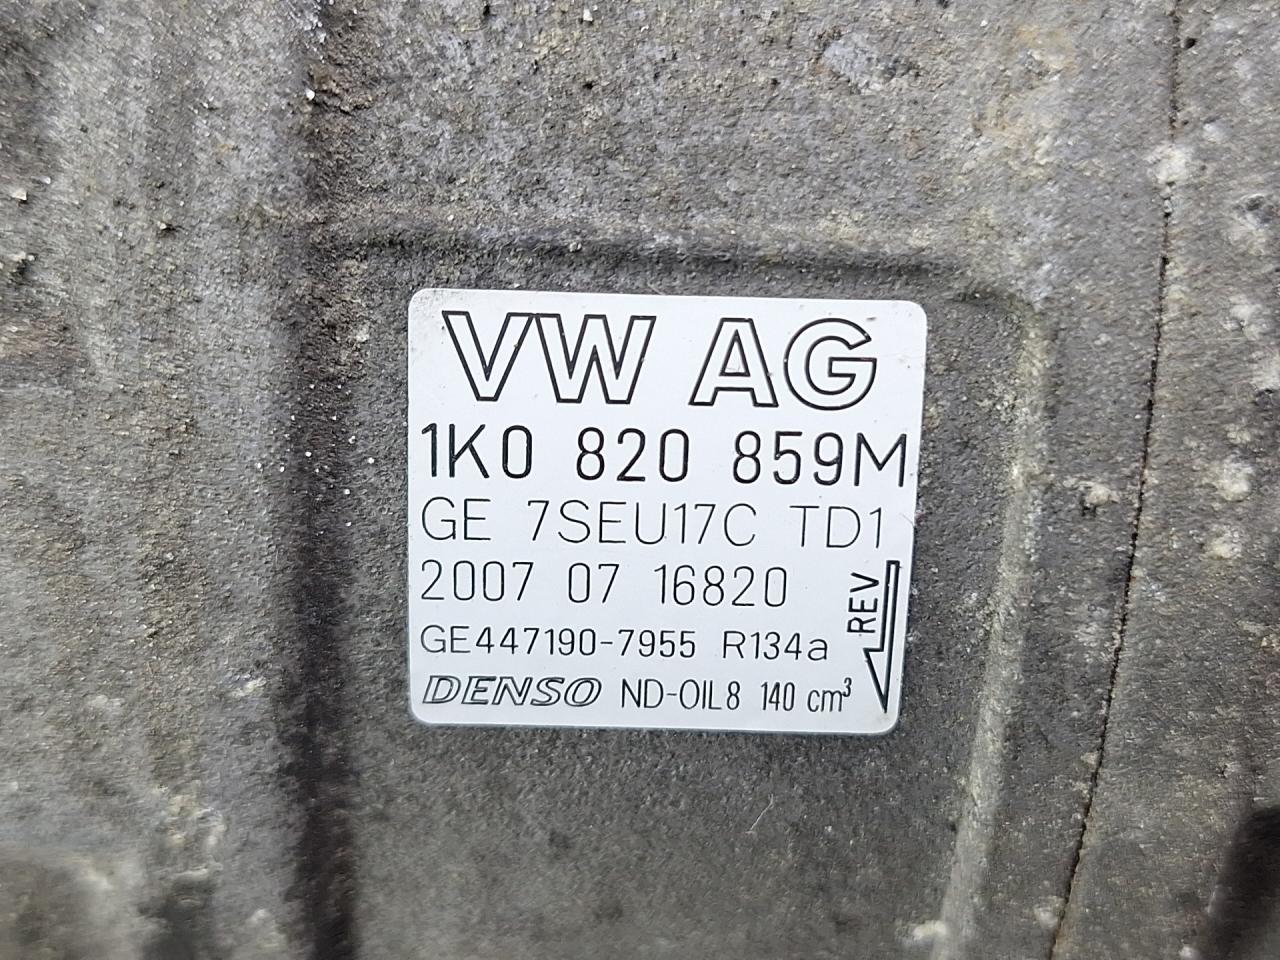 VW AG
1K0 820 859M
GE 7SEU17C TD1
2007 07 16820
GE447190-7955 R134a
REV
DENSO ND-OIL8 140 cm³